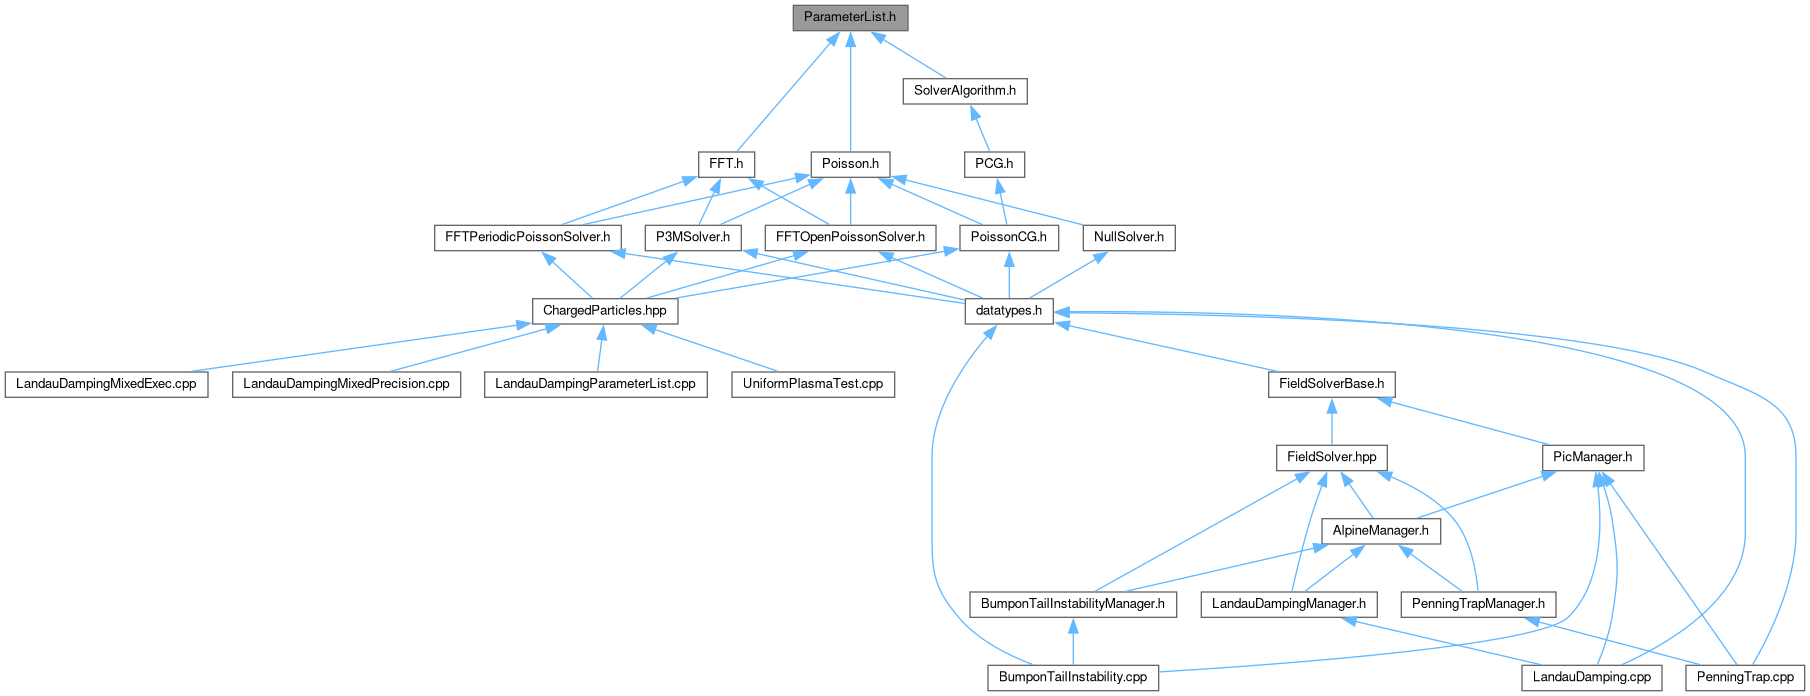 ParameterList.h
SolverAlgorithm.h
FFT.h
Poisson.h
PCG.h
FFTPeriodicPoissonSolver.h
P3MSolver.h
FFTOpenPoissonSolver.h
PoissonCG.h
NullSolver.h
ChargedParticles.hpp
datatypes.h
LandauDampingMixedExec.cpp
LandauDampingMixedPrecision.cpp
LandauDampingParameterList.cpp
UniformPlasmaTest.cpp
FieldSolverBase.h
FieldSolver.hpp
PicManager.h
AlpineManager.h
BumponTailInstabilityManager.h
LandauDampingManager.h
PenningTrapManager.h
BumponTailInstability.cpp
LandauDamping.cpp
PenningTrap.cpp